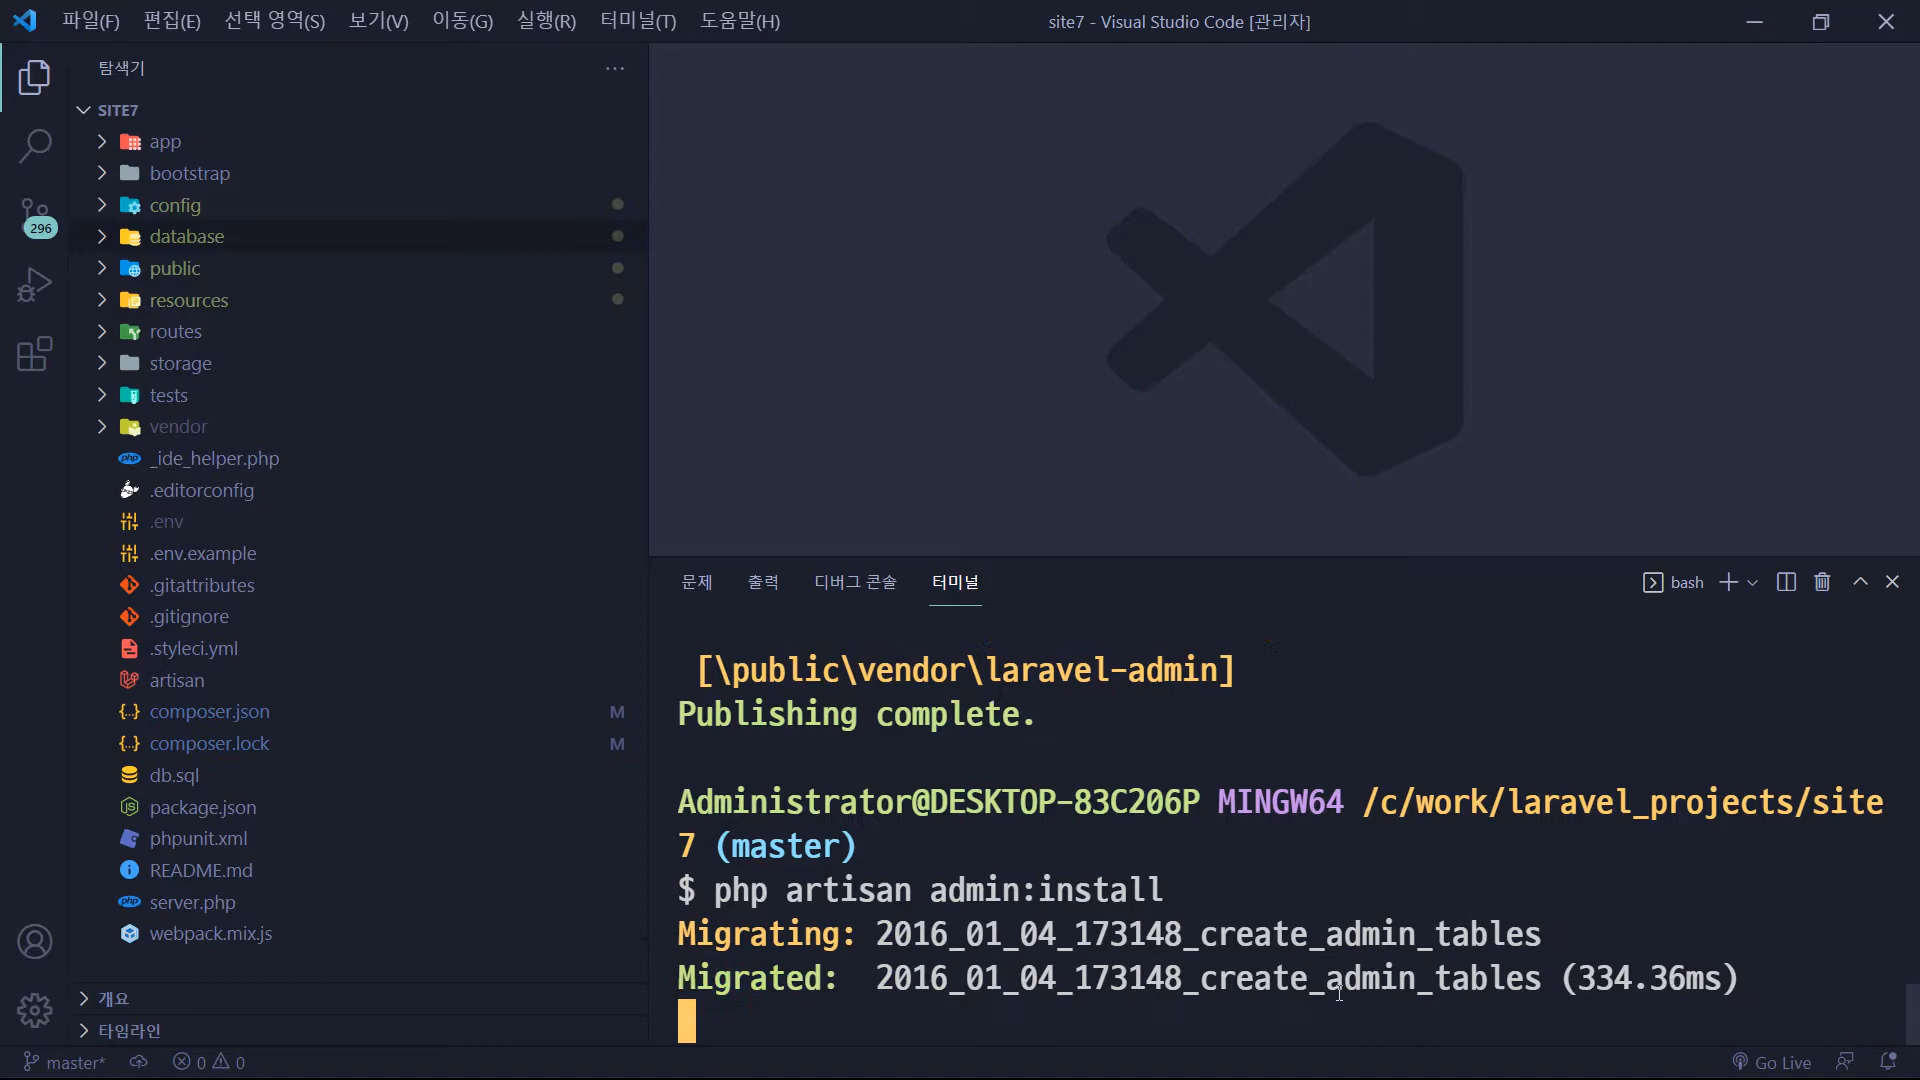 파일(F) 편집(E) 선택 영역(S) 보기(V) 이동(G) 실행(R) 터미널(T) 도움말(H) site7 - Visual Studio Code [관리자]
탐색기
SITE7
app
bootstrap
config
database
public
resources
routes
storage
tests
vendor
_ide_helper.php
.editorconfig
.env
.env.example
.gitattributes
.gitignore
.styleci.yml
artisan
composer.json M
composer.lock M
db.sql
package.json
phpunit.xml
README.md
server.php
webpack.mix.js
개요
타임라인
296
문제 출력 디버그 콘솔 터미널 bash
[\public\vendor\laravel-admin]
Publishing complete.
Administrator@DESKTOP-83C206P MINGW64 /c/work/laravel_projects/site
7 (master)
$ php artisan admin:install
Migrating: 2016_01_04_173148_create_admin_tables
Migrated: 2016_01_04_173148_create_admin_tables (334.36ms)
master* 0 0 Go Live